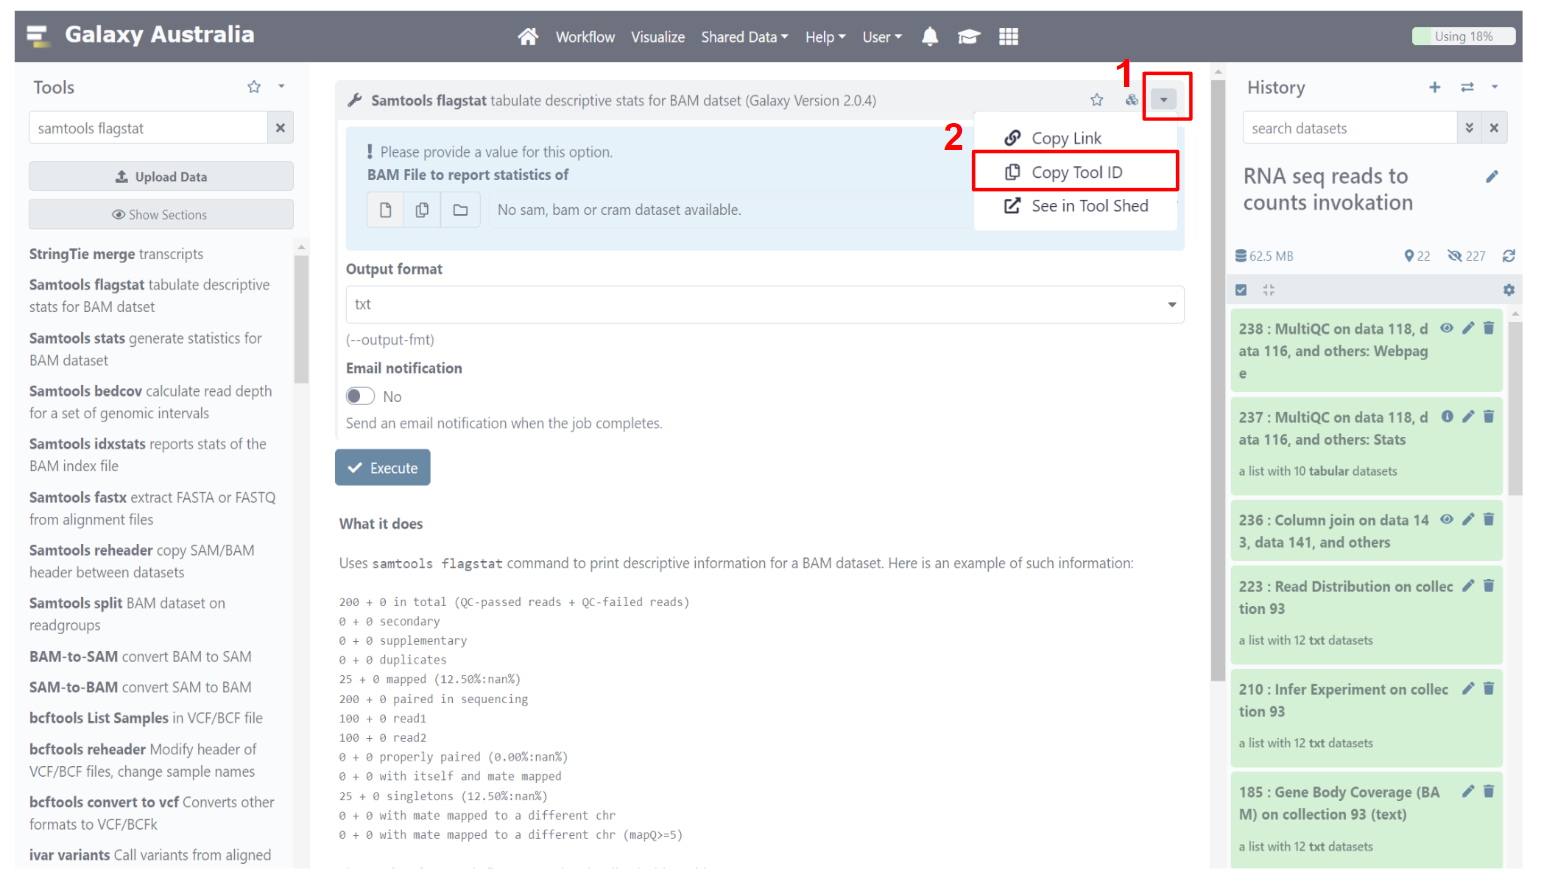 Galaxy Australia
Workflow Visualize Shared Data Help User
Using 18%
Tools
samtools flagstat
Upload Data
Show Sections
StringTie merge transcripts
Samtools flagstat tabulate descriptive
stats for BAM datset
Samtools stats generate statistics for
BAM dataset
Samtools bedcov calculate read depth
for a set of genomic intervals
Samtools idxstats reports stats of the
BAM index file
Samtools fastx extract FASTA or FASTQ
from alignment files
Samtools reheader copy SAM/BAM
header between datasets
Samtools split BAM dataset on
readgroups
BAM-to-SAM convert BAM to SAM
SAM-to-BAM convert SAM to BAM
bcftools List Samples in VCF/BCF file
bcftools reheader Modify header of
VCF/BCF files, change sample names
bcftools convert to vcf Converts other
formats to VCF/BCFk
ivar variants Call variants from aligned
1
Samtools flagstat tabulate descriptive stats for BAM datset (Galaxy Version 2.0.4)
2
Copy Link
Copy Tool ID
See in Tool Shed
! Please provide a value for this option.
BAM File to report statistics of
No sam, bam or cram dataset available.
Output format
txt
(--output-fmt)
Email notification
No
Send an email notification when the job completes.
Execute
What it does
Uses samtools flagstat command to print descriptive information for a BAM dataset. Here is an example of such information:
200 + 0 in total (QC-passed reads + QC-failed reads)
0 + 0 secondary
0 + 0 supplementary
0 + 0 duplicates
25 + 0 mapped (12.50%:nan%)
200 + 0 paired in sequencing
100 + 0 read1
100 + 0 read2
0 + 0 properly paired (0.00%:nan%)
0 + 0 with itself and mate mapped
25 + 0 singletons (12.50%:nan%)
0 + 0 with mate mapped to a different chr
0 + 0 with mate mapped to a different chr (mapQ>=5)
History
search datasets
RNA seq reads to
counts invokation
62.5 MB 22 227
238 : MultiQC on data 118, d
ata 116, and others: Webpag
e
237 : MultiQC on data 118, d
ata 116, and others: Stats
a list with 10 tabular datasets
236 : Column join on data 14
3, data 141, and others
223 : Read Distribution on collec
tion 93
a list with 12 txt datasets
210 : Infer Experiment on collec
tion 93
a list with 12 txt datasets
185 : Gene Body Coverage (BA
M) on collection 93 (text)
a list with 12 txt datasets